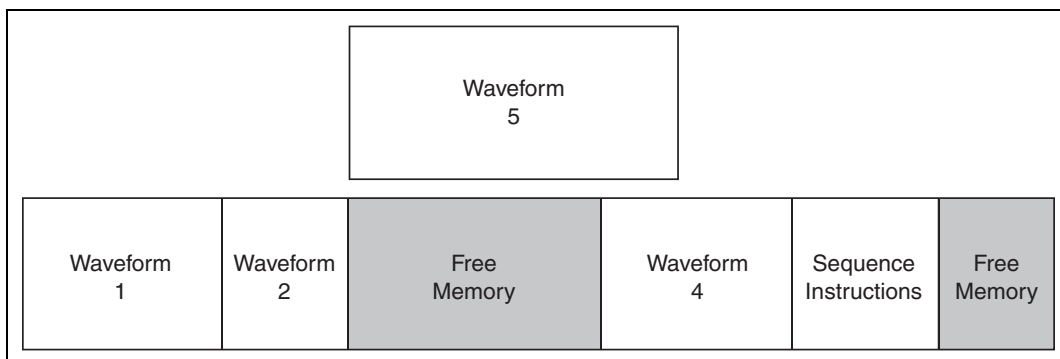 Waveform
5
Waveform
1
Waveform
2
Free
Memory
Waveform
4
Sequence
Instructions
Free
Memory